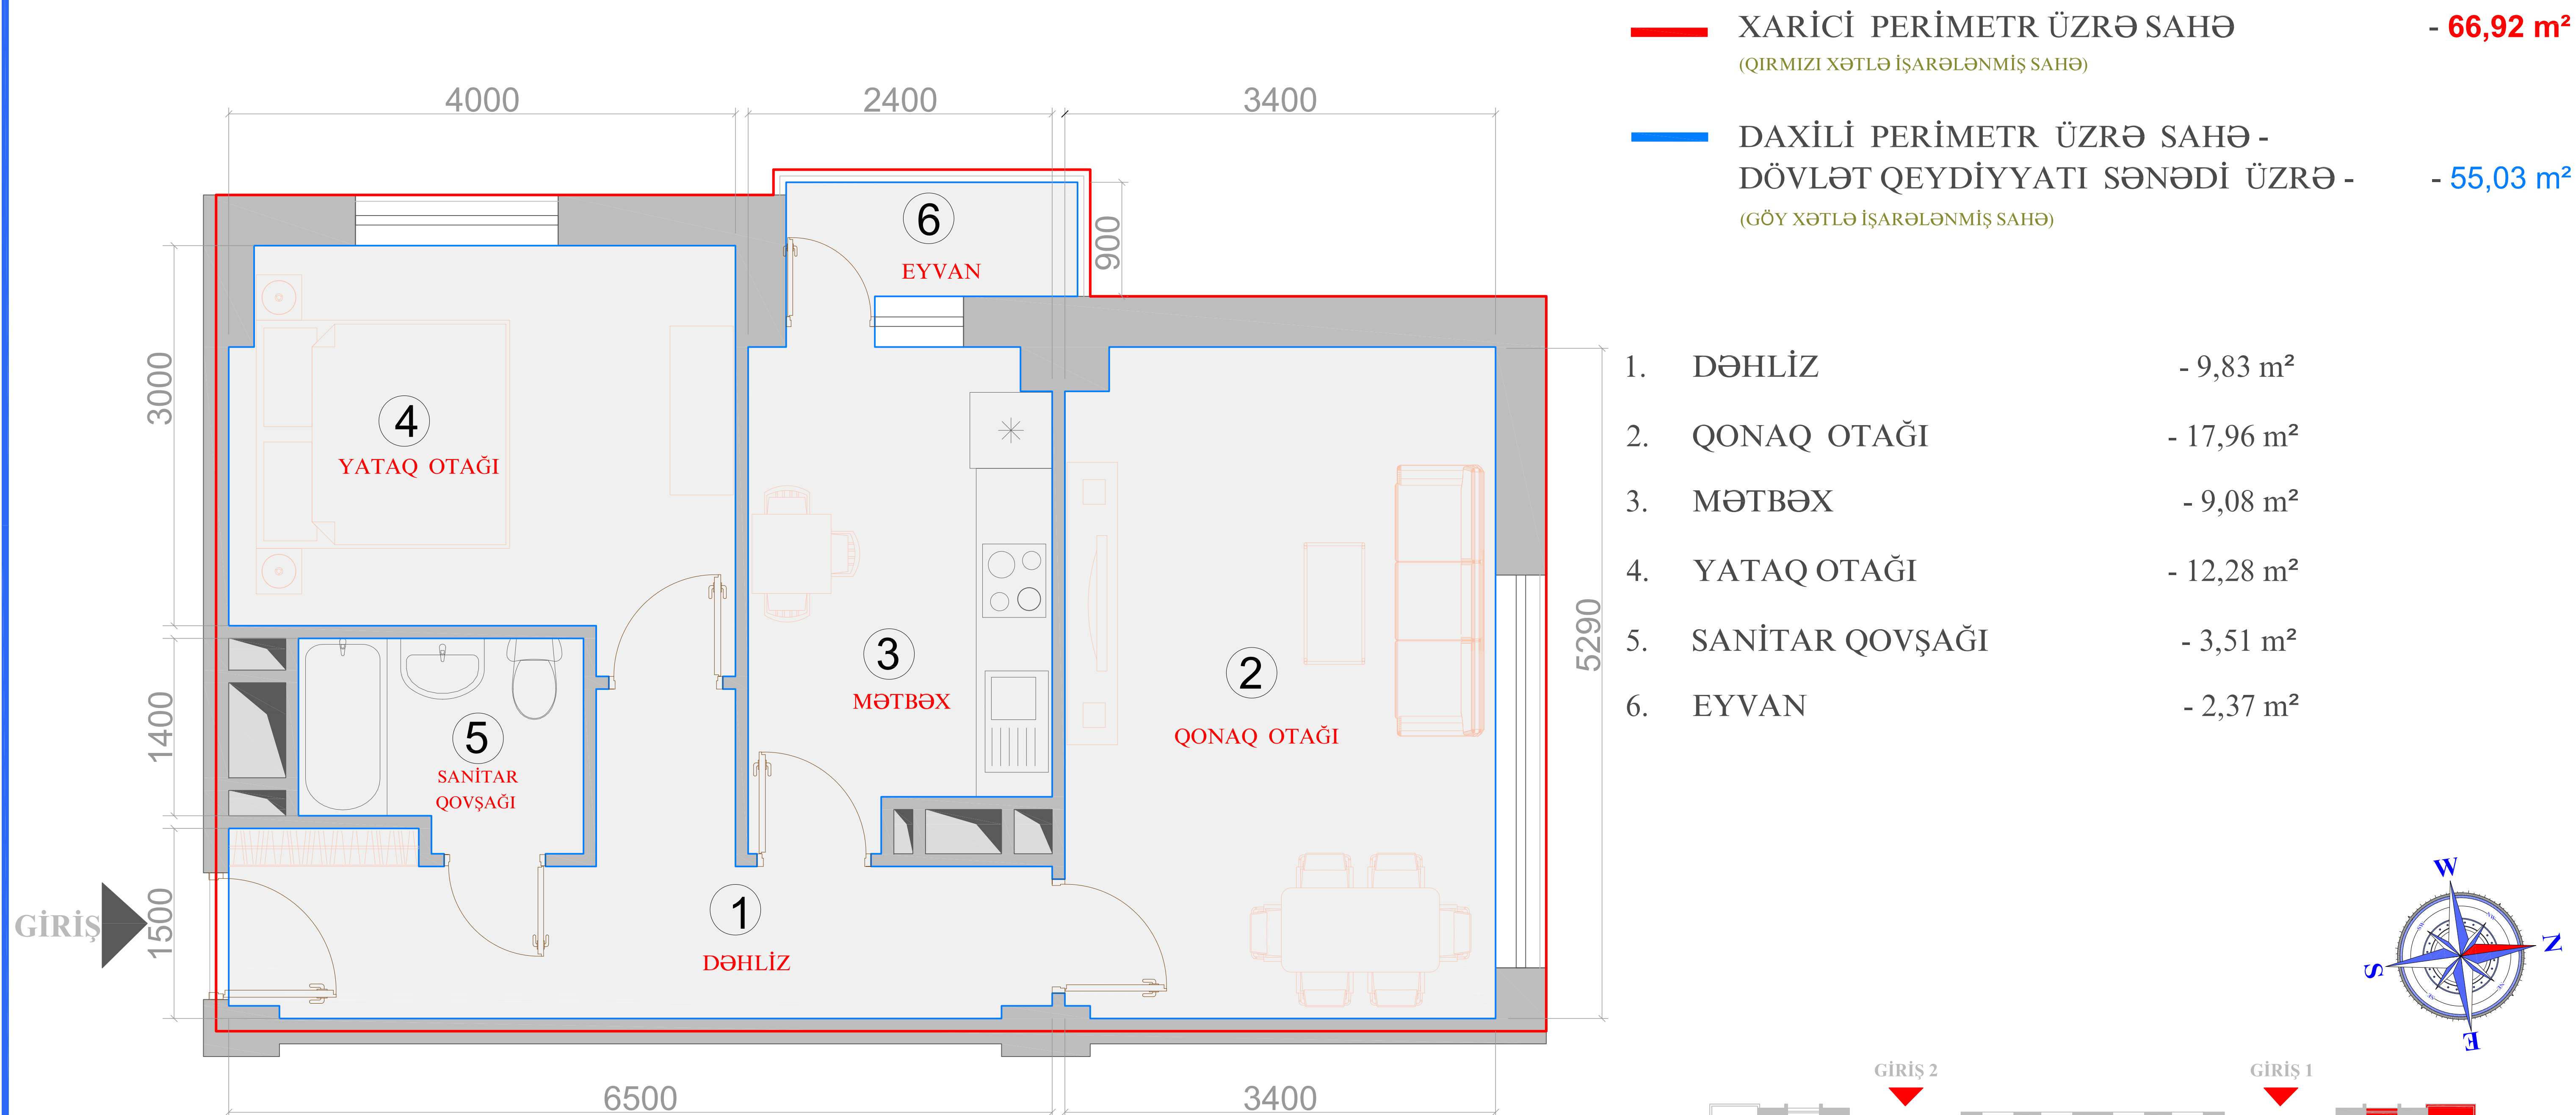 XARİCİ PERİMETR ÜZRƏ SAHƏ - 66,92 m²
(QIRMIZI XƏTLƏ İŞARƏLƏNMİŞ SAHƏ)
DAXİLİ PERİMETR ÜZRƏ SAHƏ -
DÖVLƏT QEYDİYYATI SƏNƏDİ ÜZRƏ - - 55,03 m²
(GÖY XƏTLƏ İŞARƏLƏNMİŞ SAHƏ)
1. DƏHLİZ - 9,83 m²
2. QONAQ OTAĞI - 17,96 m²
3. MƏTBƏX - 9,08 m²
4. YATAQ OTAĞI - 12,28 m²
5. SANİTAR QOVŞAĞI - 3,51 m²
6. EYVAN - 2,37 m²
4000
2400
3400
6
EYVAN
900
3000
4
YATAQ OTAĞI
3
MƏTBƏX
2
QONAQ OTAĞI
5290
1400
5
SANİTAR
QOVŞAĞI
1500
GİRİŞ
1
DƏHLİZ
6500
3400
W
N
S
E
GİRİŞ 2
GİRİŞ 1